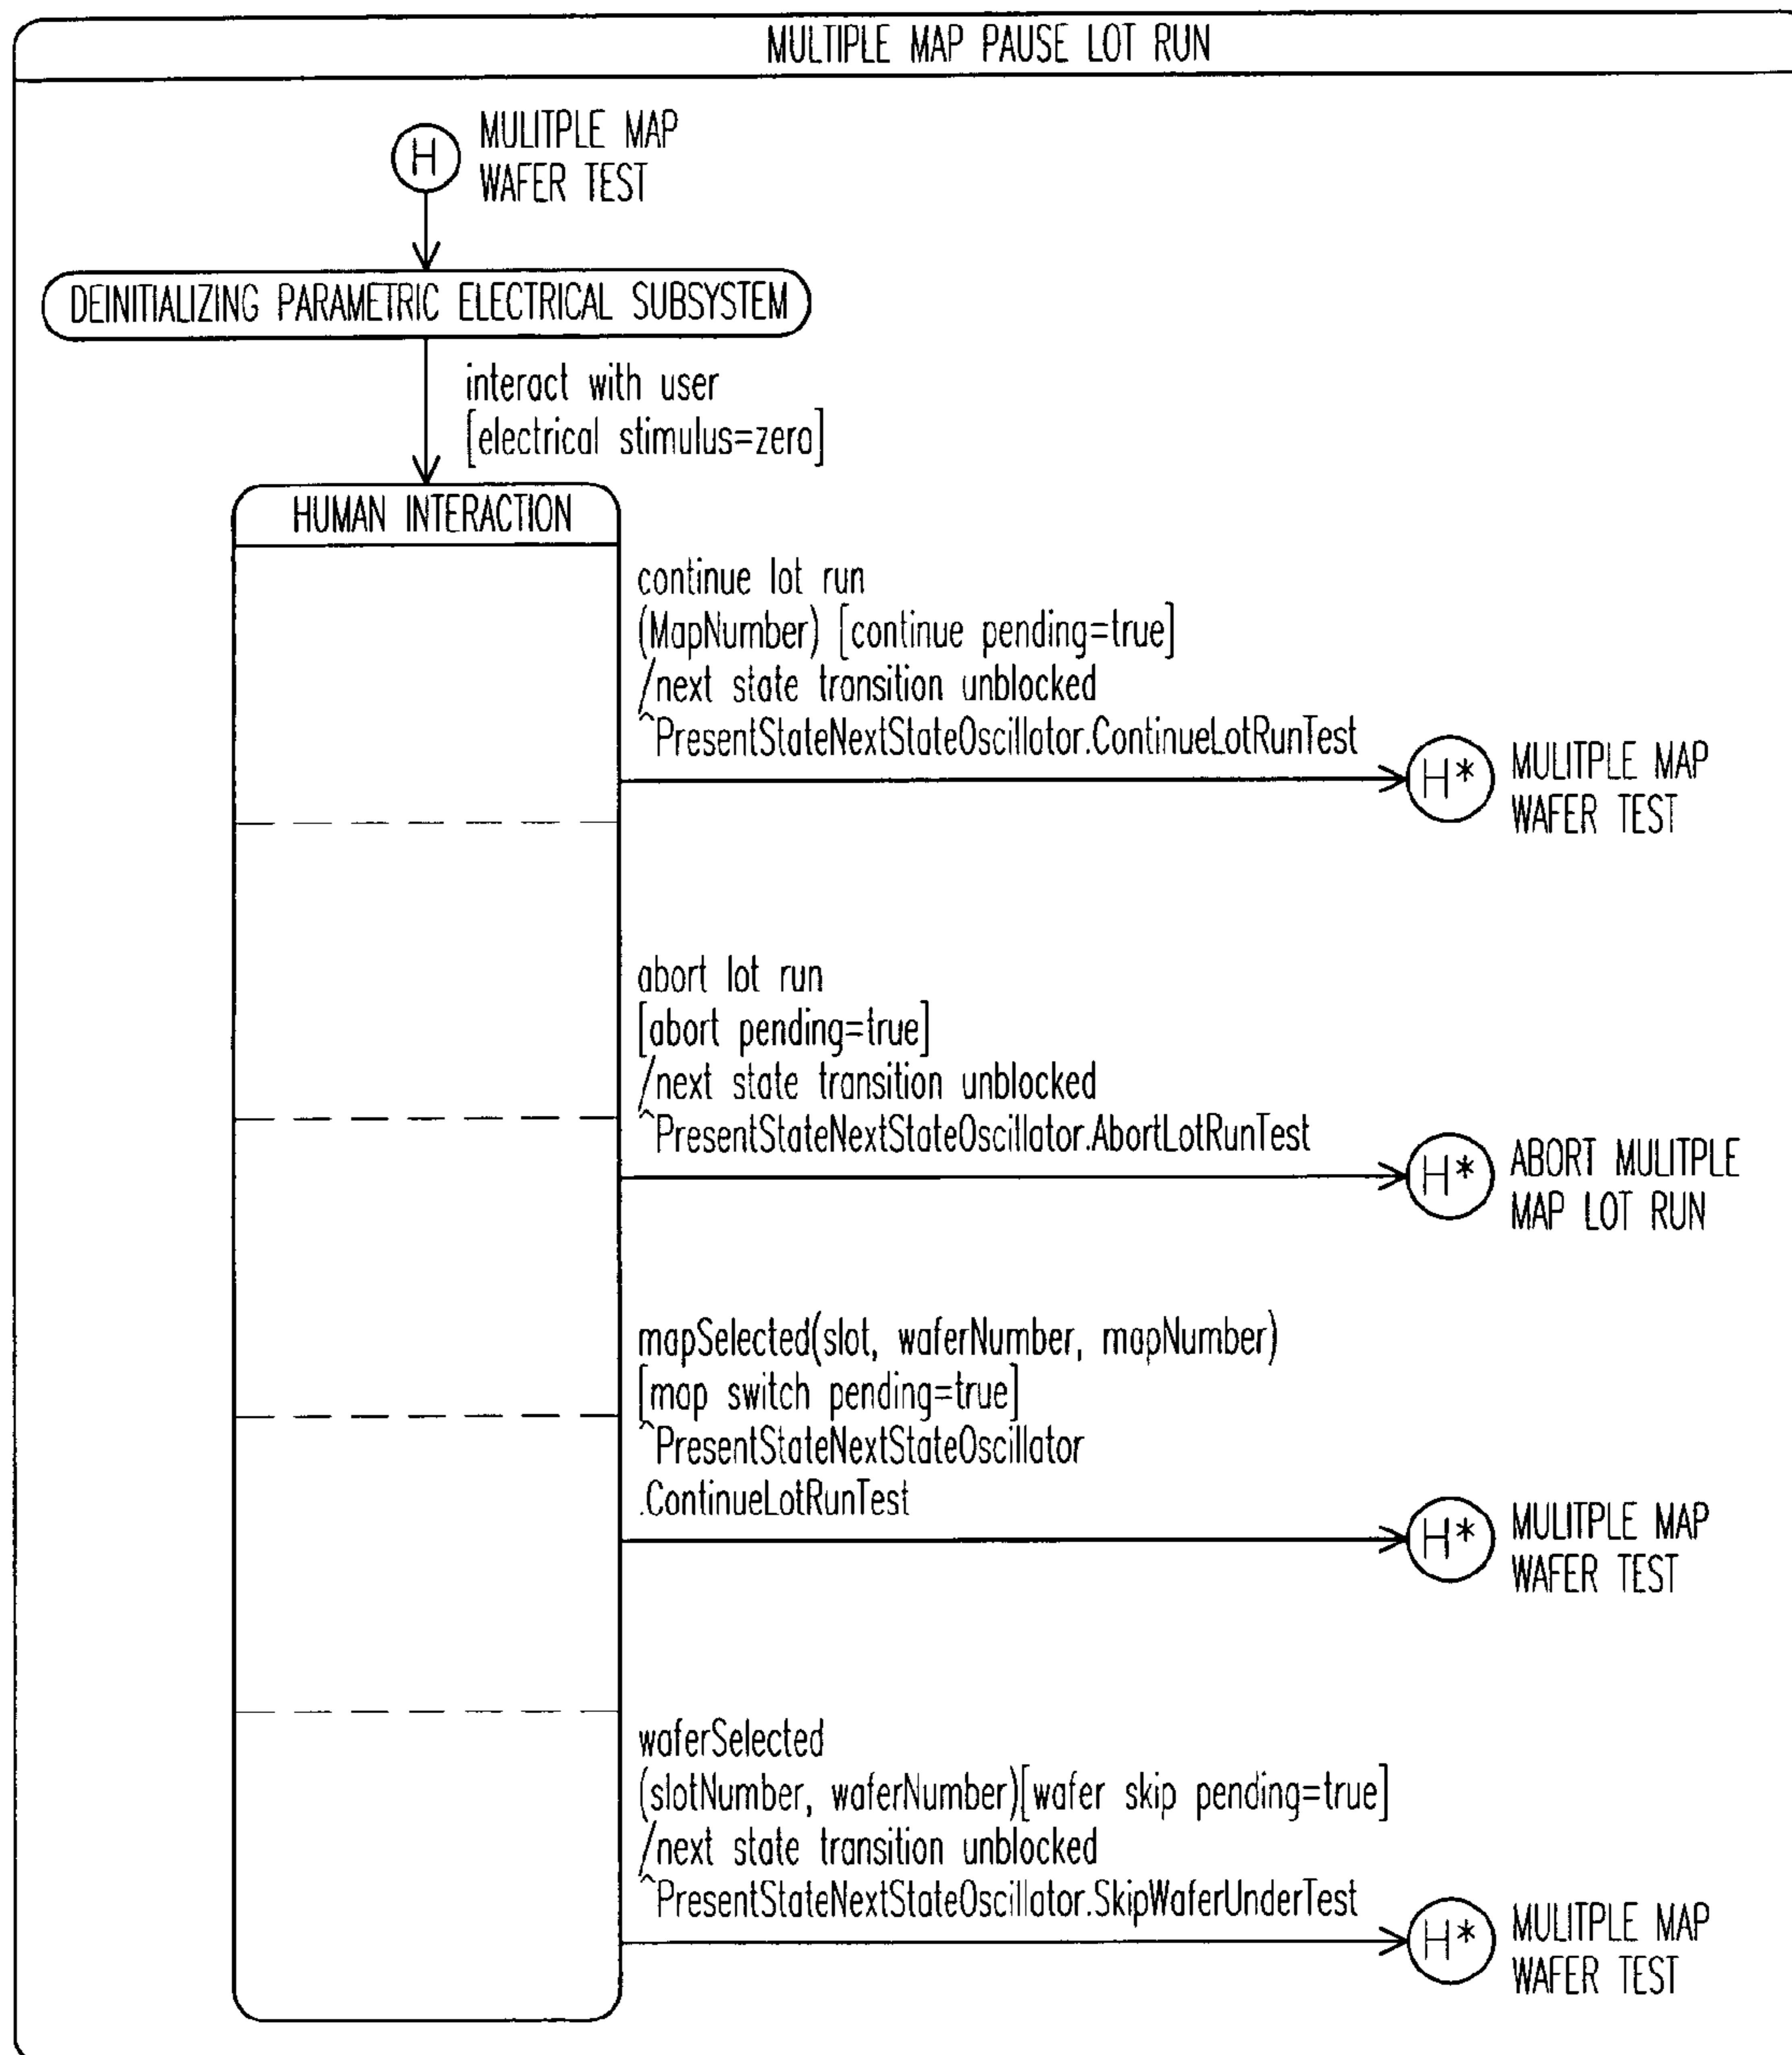 MULTIPLE MAP PAUSE LOT RUN
H
MULITPLE MAP
WAFER TEST
DEINITIALIZING PARAMETRIC ELECTRICAL SUBSYSTEM
interact with user
[electrical stimulus=zero]
HUMAN INTERACTION
continue lot run
(MapNumber) [continue pending=true]
/next state transition unblocked
^PresentStateNextStateOscillator.ContinueLotRunTest
H*
MULITPLE MAP
WAFER TEST
abort lot run
[abort pending=true]
/next state transition unblocked
^PresentStateNextStateOscillator.AbortLotRunTest
H*
ABORT MULITPLE
MAP LOT RUN
mapSelected(slot, waferNumber, mapNumber)
[map switch pending=true]
^PresentStateNextStateOscillator
.ContinueLotRunTest
H*
MULITPLE MAP
WAFER TEST
waferSelected
(slotNumber, waferNumber)[wafer skip pending=true]
/next state transition unblocked
^PresentStateNextStateOscillator.SkipWaferUnderTest
H*
MULITPLE MAP
WAFER TEST